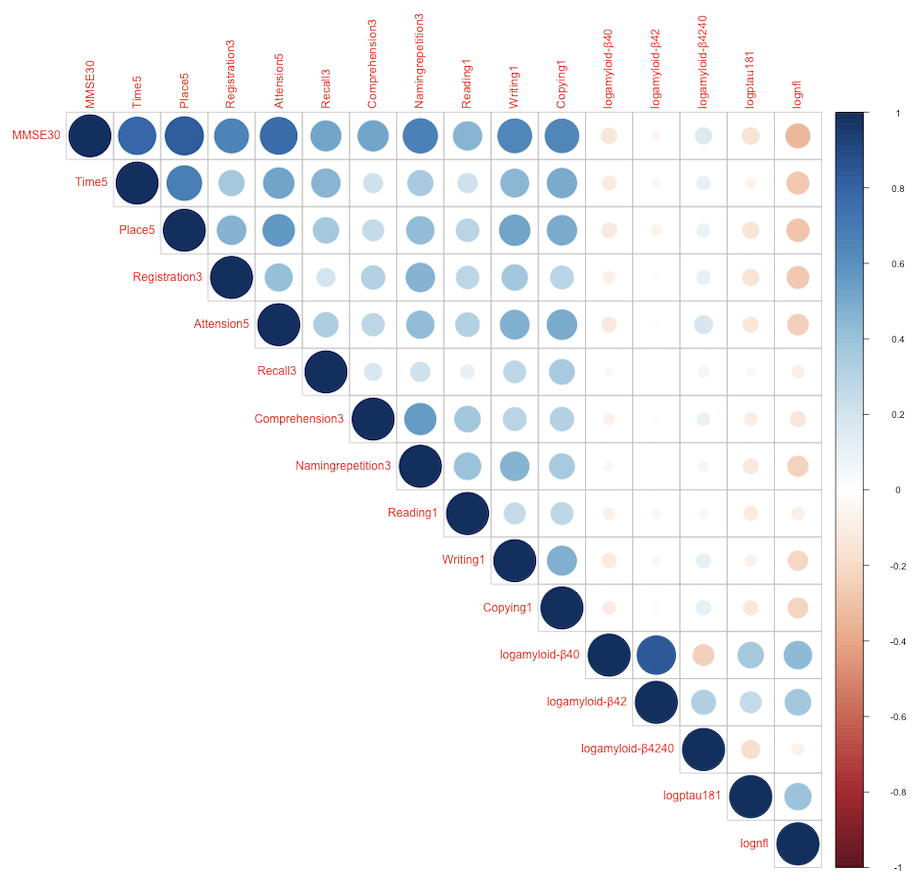 MMSE30
Time5
Place5
Registration3
Attension5
Recall3
Comprehension3
Namingrepetition3
Reading1
Writing1
Copying1
logamyloid-β40
logamyloid-β42
logamyloid-β4240
logptau181
lognfl
MMSE30
Time5
Place5
Registration3
Attension5
Recall3
Comprehension3
Namingrepetition3
Reading1
Writing1
Copying1
logamyloid-β40
logamyloid-β42
logamyloid-β4240
logptau181
lognfl
1
0.8
0.6
0.4
0.2
0
-0.2
-0.4
-0.6
-0.8
-1